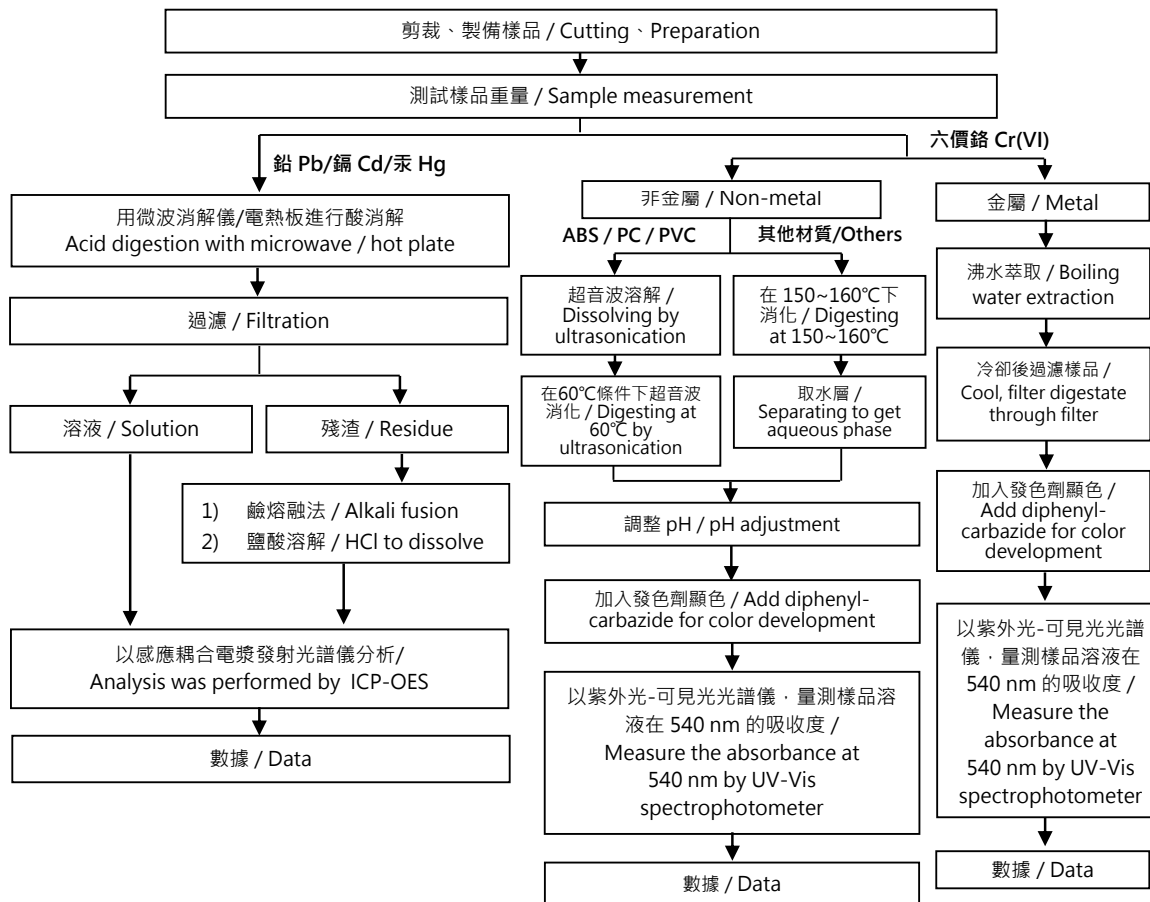 剪裁、製備樣品 / Cutting、Preparation
測試樣品重量 / Sample measurement
鉛 Pb/鎘 Cd/汞 Hg
用微波消解儀/電熱板進行酸消解
Acid digestion with microwave / hot plate
過濾 / Filtration
溶液 / Solution
殘渣 / Residue
1) 鹼熔融法 / Alkali fusion
2) 鹽酸溶解 / HCl to dissolve
以感應耦合電漿發射光譜儀分析/
Analysis was performed by ICP-OES
數據 / Data
六價鉻 Cr(VI)
非金屬 / Non-metal
ABS / PC / PVC
其他材質/Others
超音波溶解 /
Dissolving by
ultrasonication
在60℃條件下超音波
消化 / Digesting at
60℃ by
ultrasonication
在 150~160℃下
消化 / Digesting
at 150~160℃
取水層 /
Separating to get
aqueous phase
調整 pH / pH adjustment
加入發色劑顯色 / Add diphenyl-
carbazide for color development
以紫外光-可見光光譜儀，量測樣品溶
液在 540 nm 的吸收度 /
Measure the absorbance at
540 nm by UV-Vis
spectrophotometer
數據 / Data
金屬 / Metal
沸水萃取 / Boiling
water extraction
冷卻後過濾樣品 /
Cool, filter digestate
through filter
加入發色劑顯色 /
Add diphenyl-
carbazide for color
development
以紫外光-可見光光譜
儀，量測樣品溶液在
540 nm 的吸收度 /
Measure the
absorbance at
540 nm by UV-Vis
spectrophotometer
數據 / Data